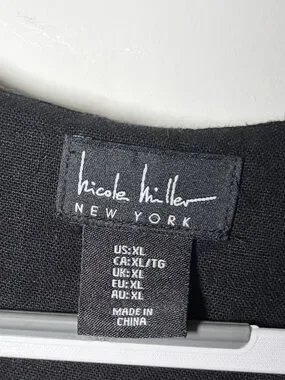 Nicole Miller
NEW YORK
US:XL
CA:XL/TG
UK:XL
EU:XL
AU:XL
MADE IN
CHINA